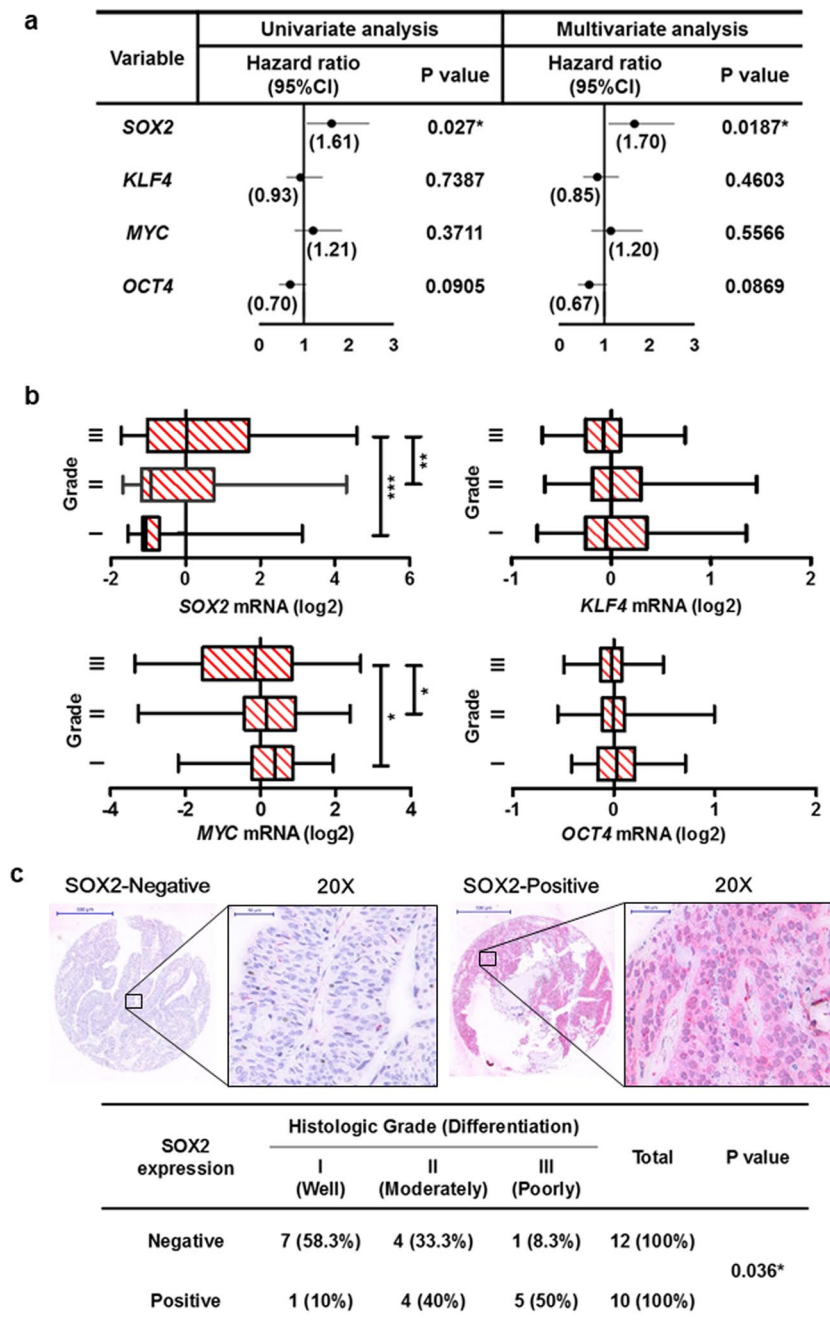 a
Variable
Univariate analysis
Multivariate analysis
Hazard ratio
(95%CI)
P value
Hazard ratio
(95%CI)
P value
SOX2
(1.61)
0.027*
(1.70)
0.0187*
KLF4
(0.93)
0.7387
(0.85)
0.4603
MYC
(1.21)
0.3711
(1.20)
0.5566
OCT4
(0.70)
0.0905
(0.67)
0.0869
0 1 2 3
0 1 2 3
b
Grade
III
II
I
***
**
-2 0 2 4 6
SOX2 mRNA (log2)
Grade
III
II
I
-1 0 1 2
KLF4 mRNA (log2)
Grade
III
II
I
*
*
-4 -2 0 2 4
MYC mRNA (log2)
Grade
III
II
I
-1 0 1 2
OCT4 mRNA (log2)
c
SOX2-Negative
20X
SOX2-Positive
20X
SOX2
expression
Histologic Grade (Differentiation)
I
(Well)
II
(Moderately)
III
(Poorly)
Total
P value
Negative 7 (58.3%) 4 (33.3%) 1 (8.3%) 12 (100%)
0.036*
Positive 1 (10%) 4 (40%) 5 (50%) 10 (100%)